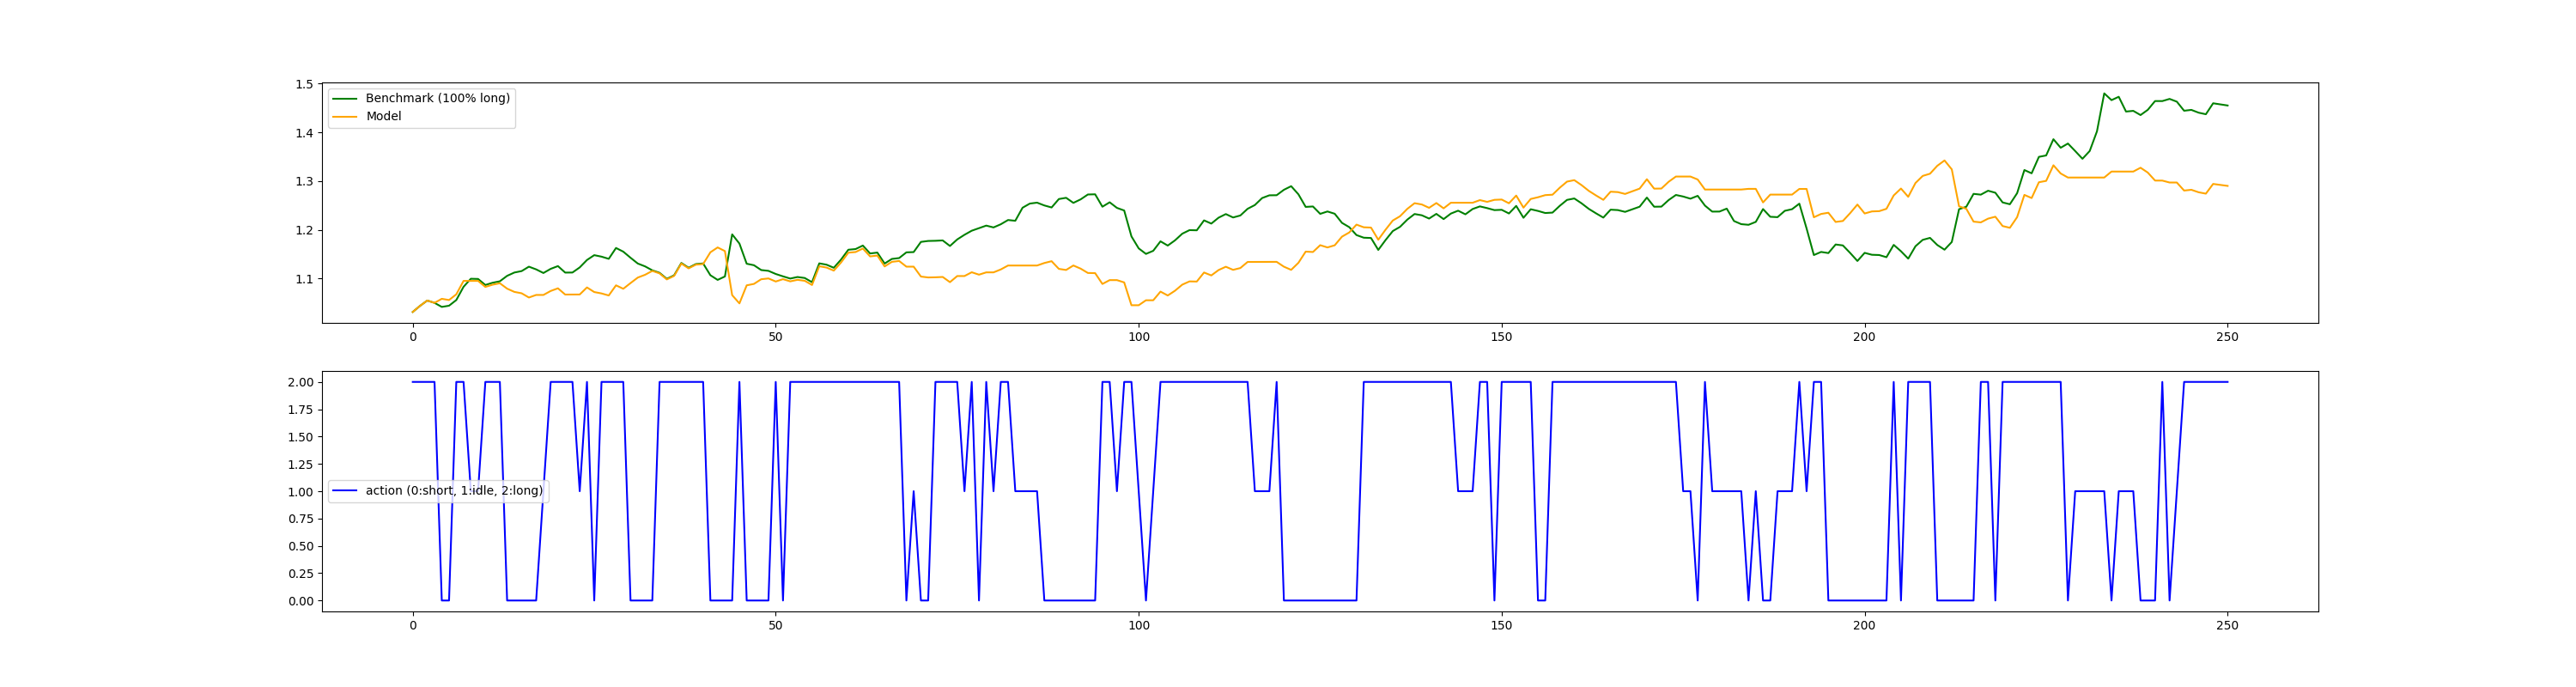 1.5
1.4
1.3
1.2
1.1
Benchmark (100% long)
Model
0 50 100 150 200 250
2.00
1.75
1.50
1.25
1.00
0.75
0.50
0.25
0.00
action (0:short, 1:idle, 2:long)
0 50 100 150 200 250